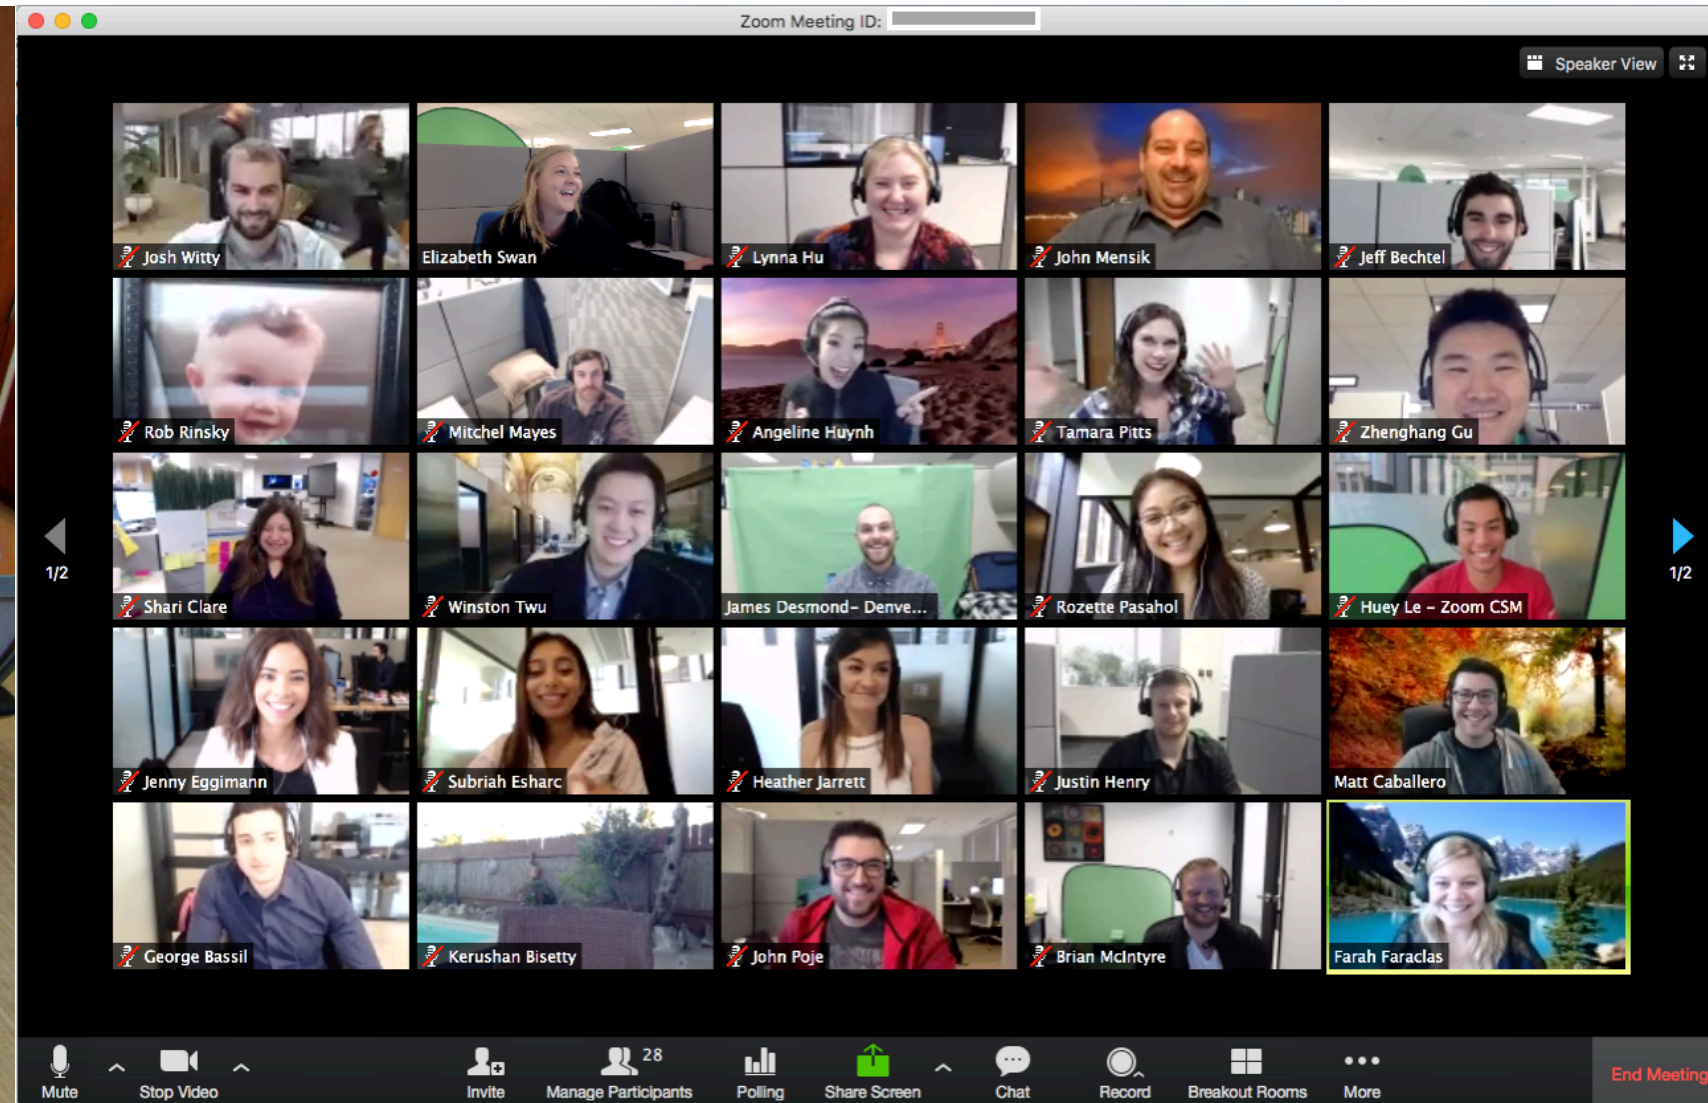 Zoom Meeting ID:
Speaker View
Josh Witty
Elizabeth Swan
Lynna Hu
John Mensik
Jeff Bechtel
Rob Rinsky
Mitchel Mayes
Angeline Huynh
Tamara Pitts
Zhenghang Gu
1/2
Shari Clare
Winston Twu
James Desmond- Denve...
Rozette Pasahol
Huey Le - Zoom CSM
1/2
Jenny Eggimann
Subriah Esharc
Heather Jarrett
Justin Henry
Matt Caballero
George Bassil
Kerushan Bisetty
John Poje
Brian McIntyre
Farah Faraclas
28
Mute
Stop Video
Invite
Manage Participants
Polling
Share Screen
Chat
Record
Breakout Rooms
More
End Meeting